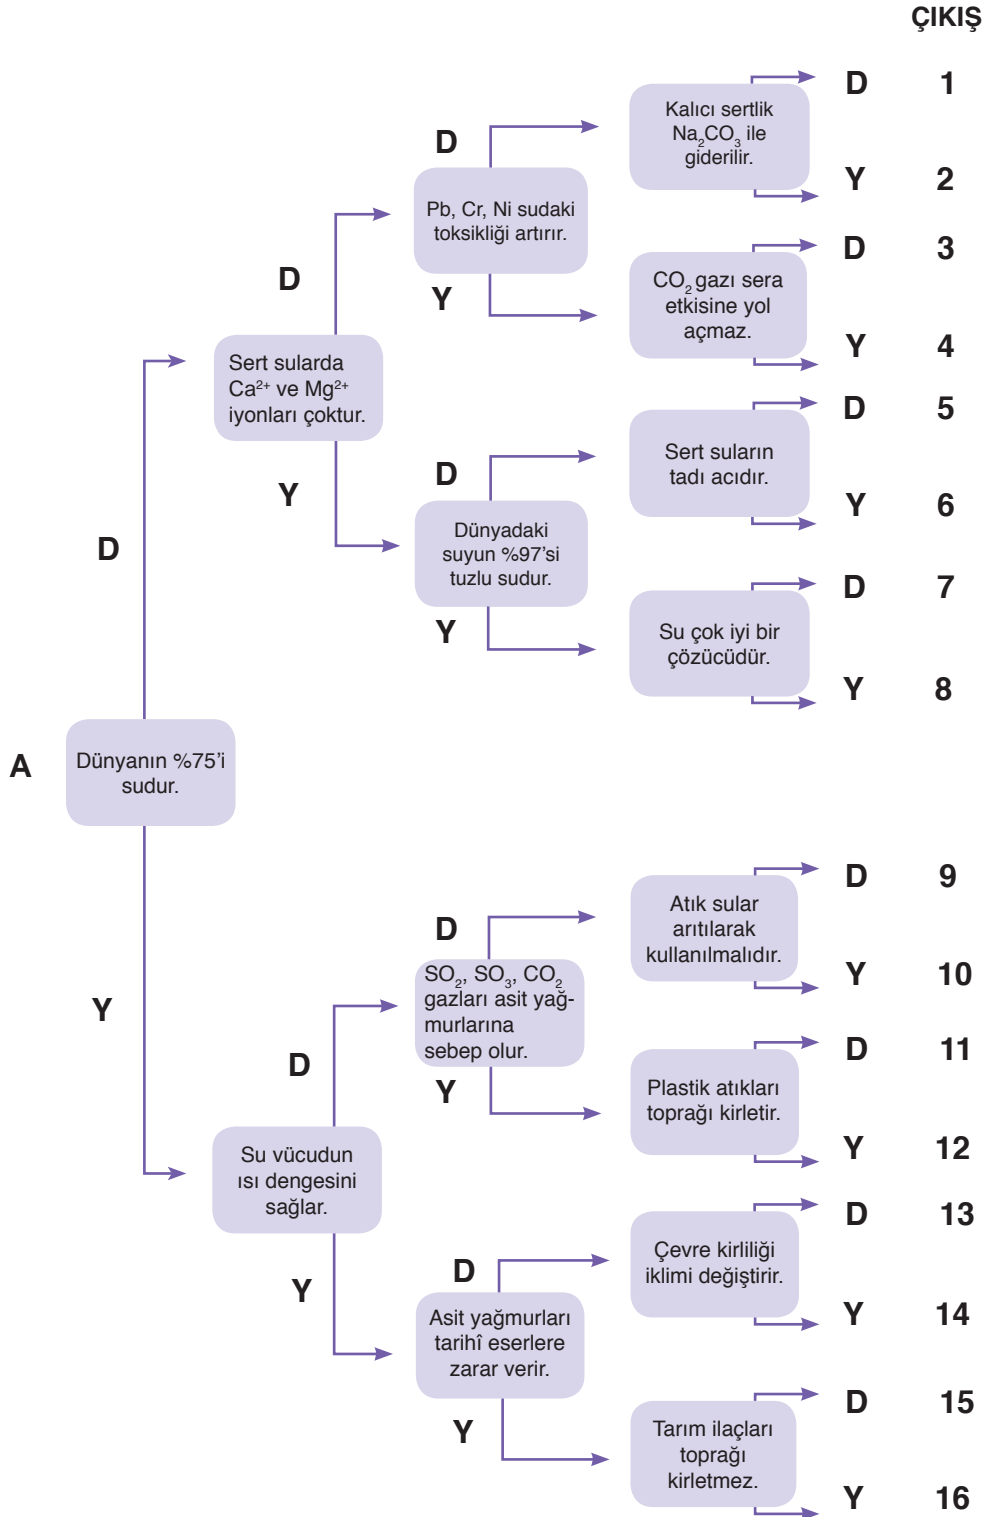 ÇIKIŞ
D 1
Kalıcı sertlik
Na₂CO₃ ile
giderilir.
D
Y 2
Pb, Cr, Ni sudaki
toksikliği artırır.
D 3
CO₂ gazı sera
etkisine yol
açmaz.
D
Y
Y 4
Sert sularda
Ca²⁺ ve Mg²⁺
iyonları çoktur.
D 5
Sert suların
tadı acıdır.
D
Y
Y 6
Dünyadaki
suyun %97'si
tuzlu sudur.
D
D 7
Su çok iyi bir
çözücüdür.
Y
Y 8
A
Dünyanın %75'i
sudur.
D 9
Atık sular
arıtılarak
kullanılmalıdır.
D
Y 10
SO₂, SO₃, CO₂
gazları asit yağ-
murlarına
sebep olur.
Y
D 11
D
Plastik atıkları
toprağı kirletir.
Y
Y 12
Su vücudun
ısı dengesini
sağlar.
D 13
Çevre kirliliği
iklimi değiştirir.
D
Y
Y 14
Asit yağmurları
tarihî eserlere
zarar verir.
D 15
Y
Tarım ilaçları
toprağı
kirletmez.
Y 16